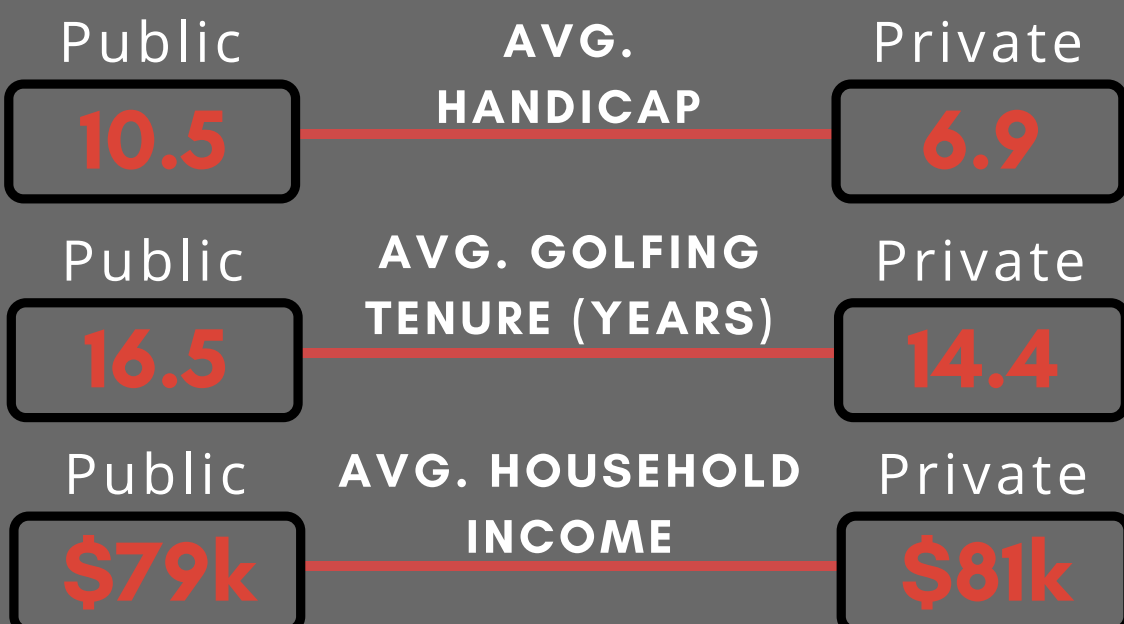 Public
AVG.
HANDICAP
Private
10.5
6.9
Public
AVG. GOLFING
TENURE (YEARS)
Private
16.5
14.4
Public
AVG. HOUSEHOLD
INCOME
Private
$79k
$81k